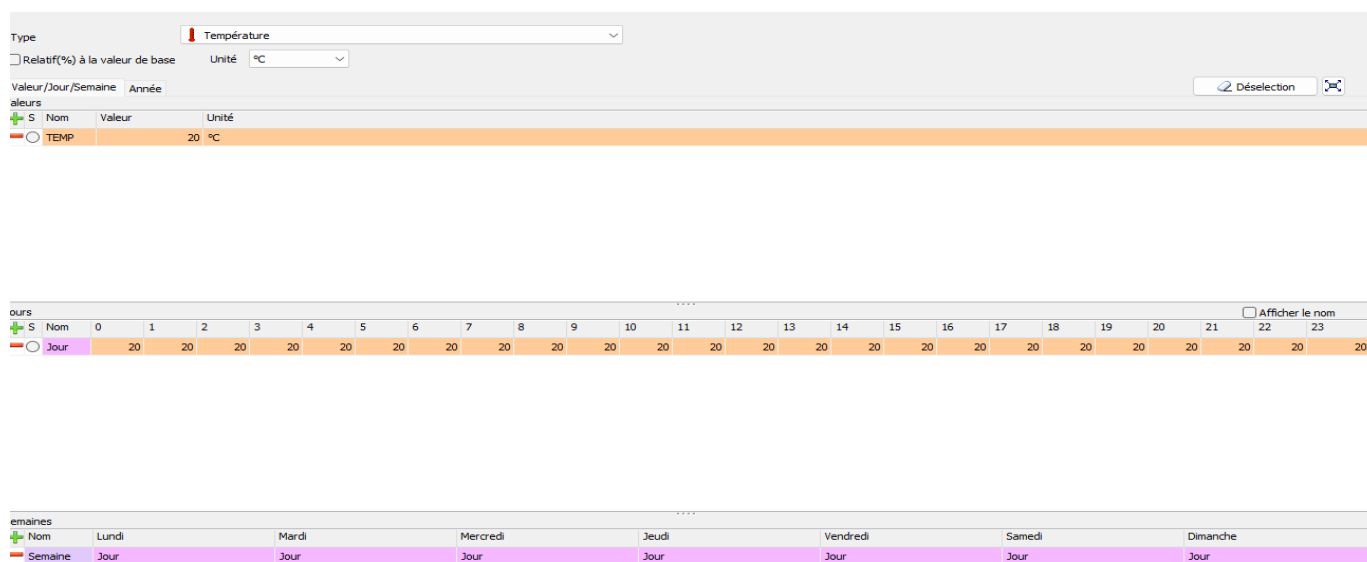 Type Température
Relatif(%) à la valeur de base Unité °C
Valeur/Jour/Semaine Année Déselection
aleurs
S Nom Valeur Unité
TEMP 20 °C
ours Afficher le nom
S Nom 0 1 2 3 4 5 6 7 8 9 10 11 12 13 14 15 16 17 18 19 20 21 22 23
Jour 20 20 20 20 20 20 20 20 20 20 20 20 20 20 20 20 20 20 20 20 20 20 20 20
emaines
Nom Lundi Mardi Mercredi Jeudi Vendredi Samedi Dimanche
Semaine Jour Jour Jour Jour Jour Jour Jour